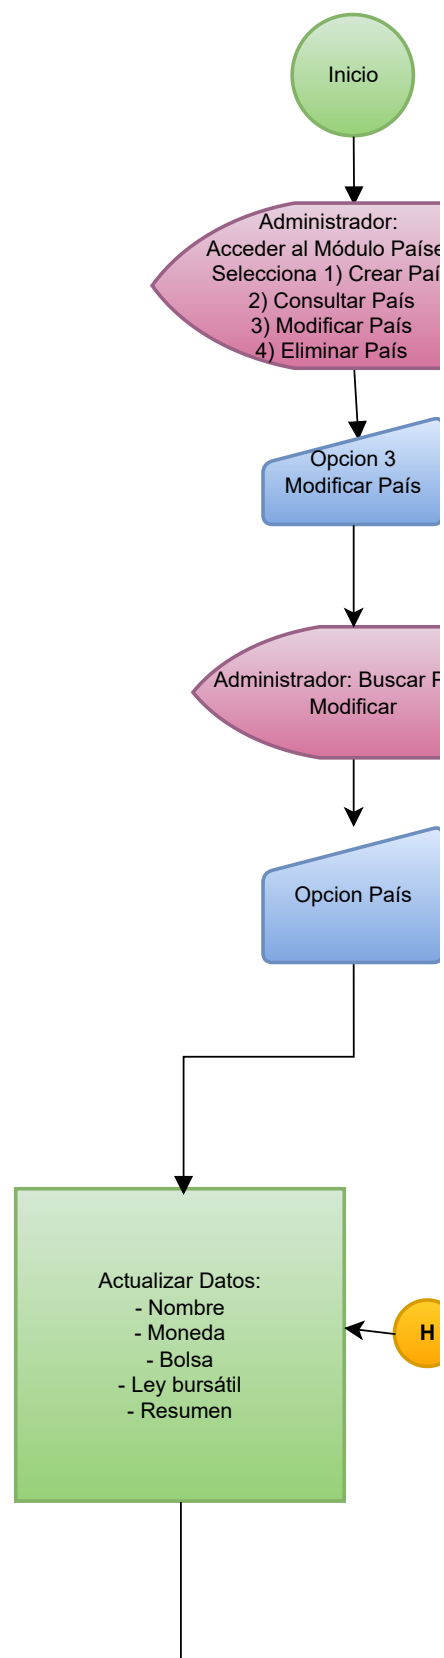 Inicio
Administrador:
Acceder al Módulo Paíse
Selecciona 1) Crear Paí
2) Consultar País
3) Modificar País
4) Eliminar País
Opcion 3
Modificar País
Administrador: Buscar
Modificar
Opcion País
Actualizar Datos:
- Nombre
- Moneda
- Bolsa
- Ley bursátil
- Resumen
H